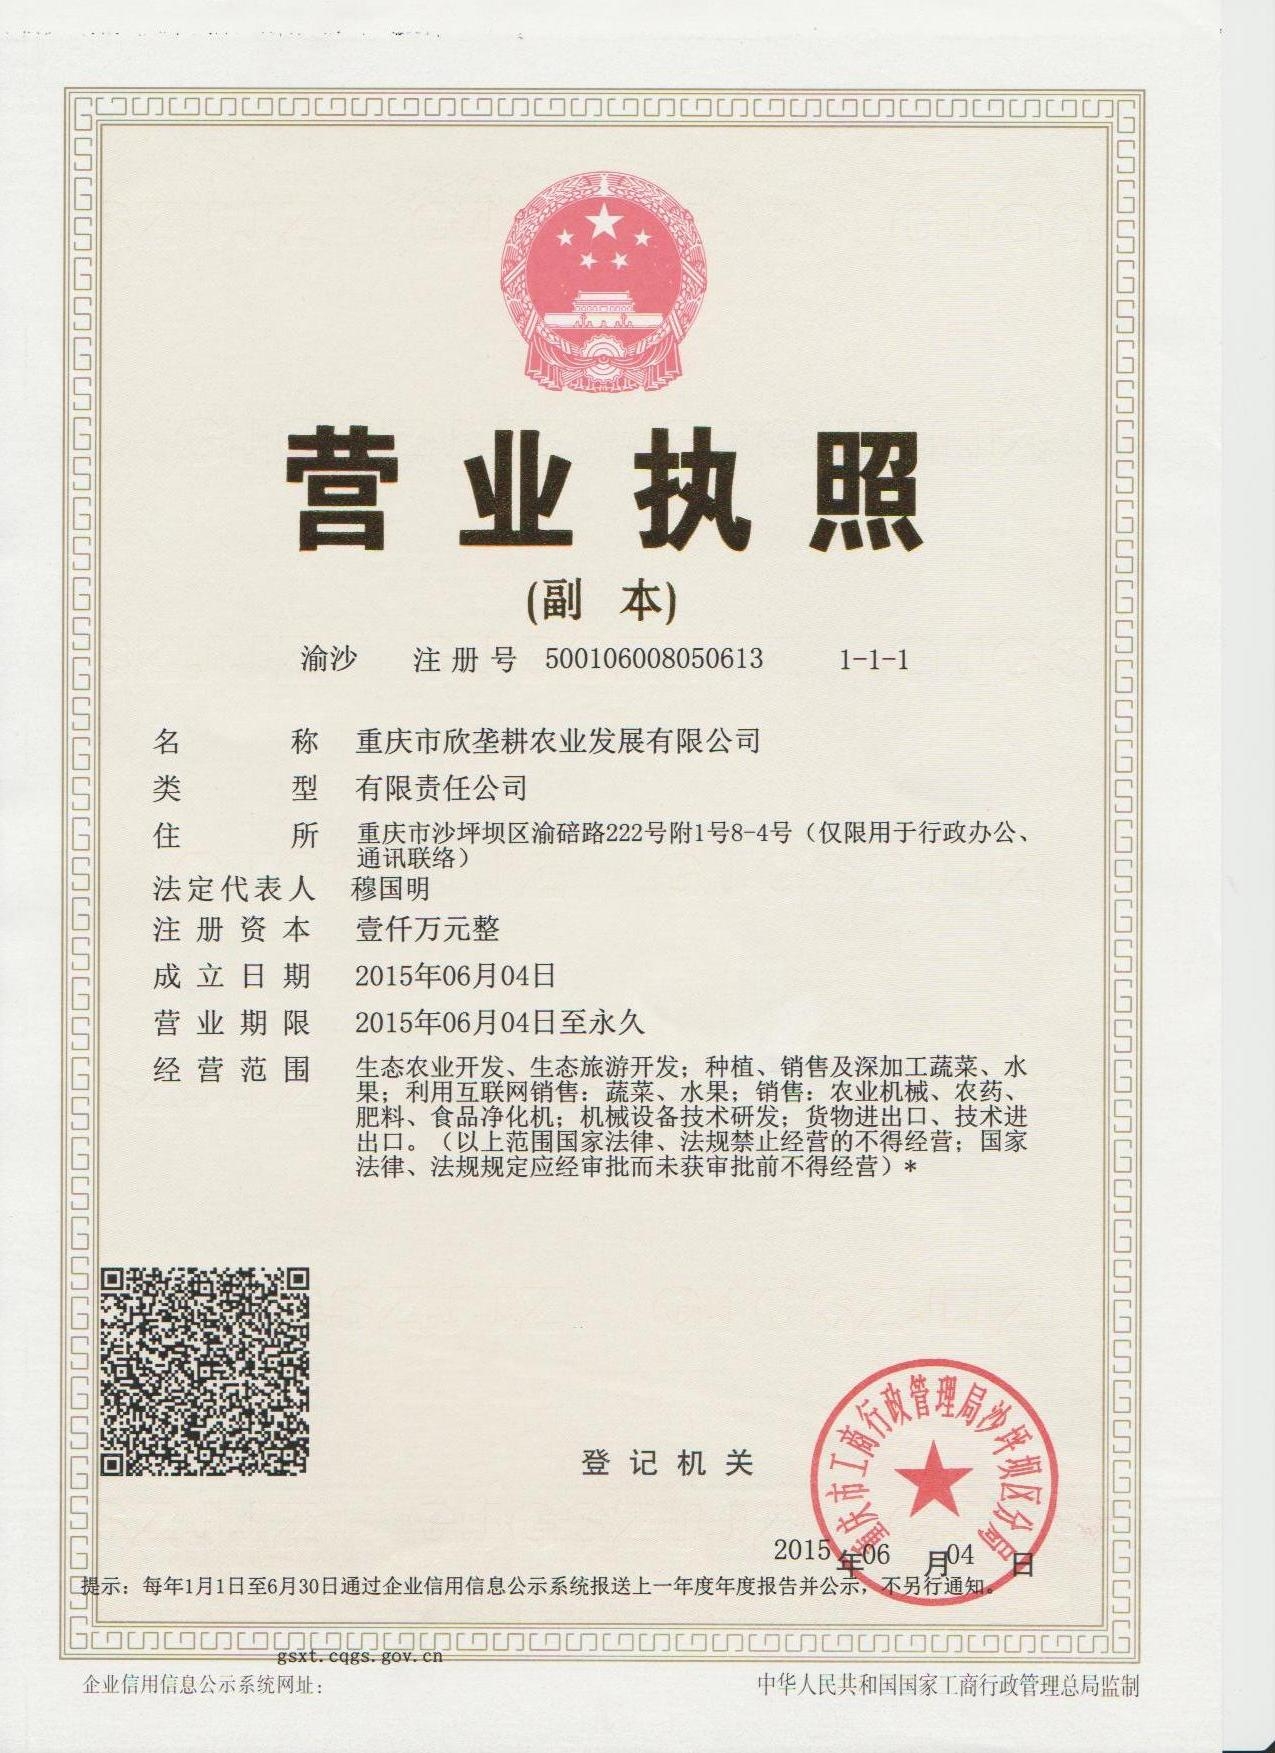 营业执照
(副 本)
渝沙 注册号 500106008050613 1-1-1
名 称 重庆市欣垄耕农业发展有限公司
类 型 有限责任公司
住 所 重庆市沙坪坝区渝碚路222号附1号8-4号（仅限用于行政办公、
通讯联络）
法定代表人 穆国明
注册资本 壹仟万元整
成立日期 2015年06月04日
营业期限 2015年06月04日至永久
经营范围 生态农业开发、生态旅游开发；种植、销售及深加工蔬菜、水
果；利用互联网销售：蔬菜、水果；销售：农业机械、农药、
肥料、食品净化机；机械设备技术研发；货物进出口、技术进
出口。（以上范围国家法律、法规禁止经营的不得经营；国家
法律、法规规定应经审批而未获审批前不得经营）*
登记机关
重庆市工商行政管理局沙坪坝区分局
2015年06月04日
提示：每年1月1日至6月30日通过企业信用信息公示系统报送上一年度年度报告并公示，不另行通知。
gsxt.cqgs.gov.cn
企业信用信息公示系统网址：
中华人民共和国国家工商行政管理总局监制